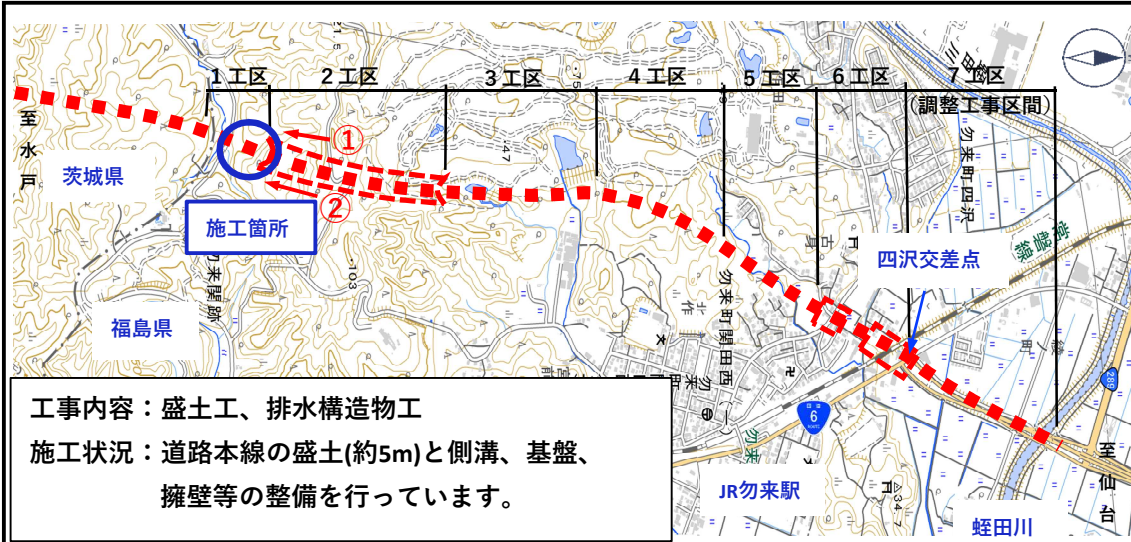 1工区
2工区
3工区
4工区
5工区
6工区
7工区
(調整工事区間)
至水戸
茨城県
①
②
施工箇所
勿来関跡
福島県
・103
・47
勿来町関田西
勿来町四沢
常磐線
四沢交差点
6
ROUTE
289
JR勿来駅
蛭田川
至仙台
工事内容：盛土工、排水構造物工
施工状況：道路本線の盛土(約5m)と側溝、基盤、
擁壁等の整備を行っています。